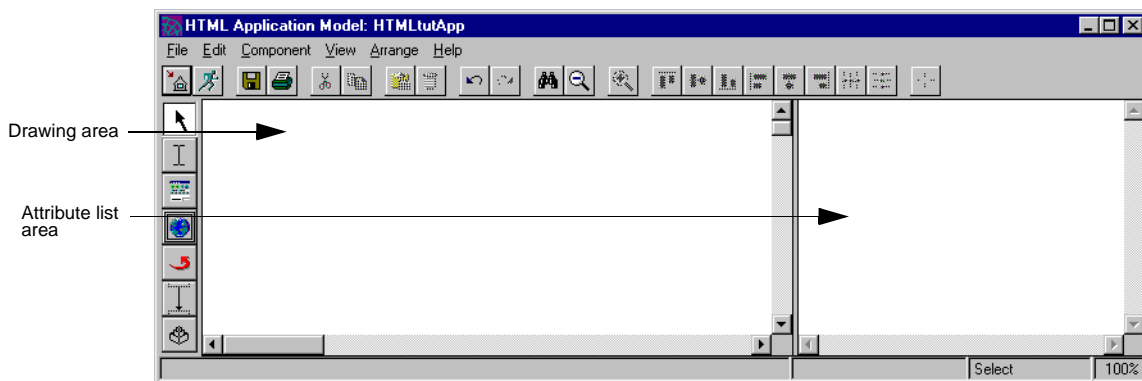 HTML Application Model: HTMLtutApp
File Edit Component View Arrange Help
Drawing area
Attribute list
area
Select 100%